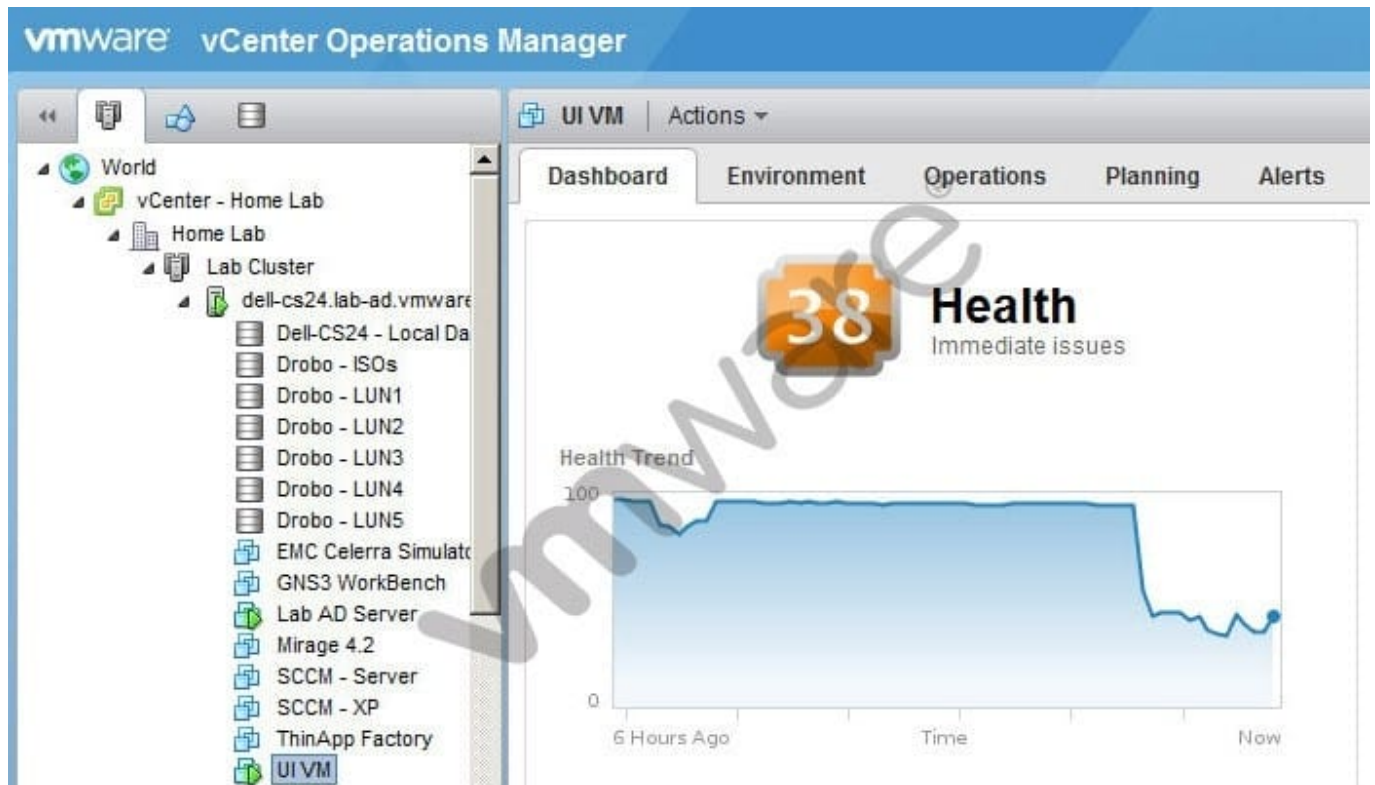 vmware vCenter Operations Manager
UI VM Actions
World
vCenter - Home Lab
Home Lab
Lab Cluster
dell-cs24.lab-ad.vmware
Dell-CS24 - Local Da
Drobo - ISOs
Drobo - LUN1
Drobo - LUN2
Drobo - LUN3
Drobo - LUN4
Drobo - LUN5
EMC Celerra Simulato
GNS3 WorkBench
Lab AD Server
Mirage 4.2
SCCM - Server
SCCM - XP
ThinApp Factory
UI VM
Dashboard Environment Operations Planning Alerts
38 Health
Immediate issues
Health Trend
100
0
6 Hours Ago Time Now
vmware®